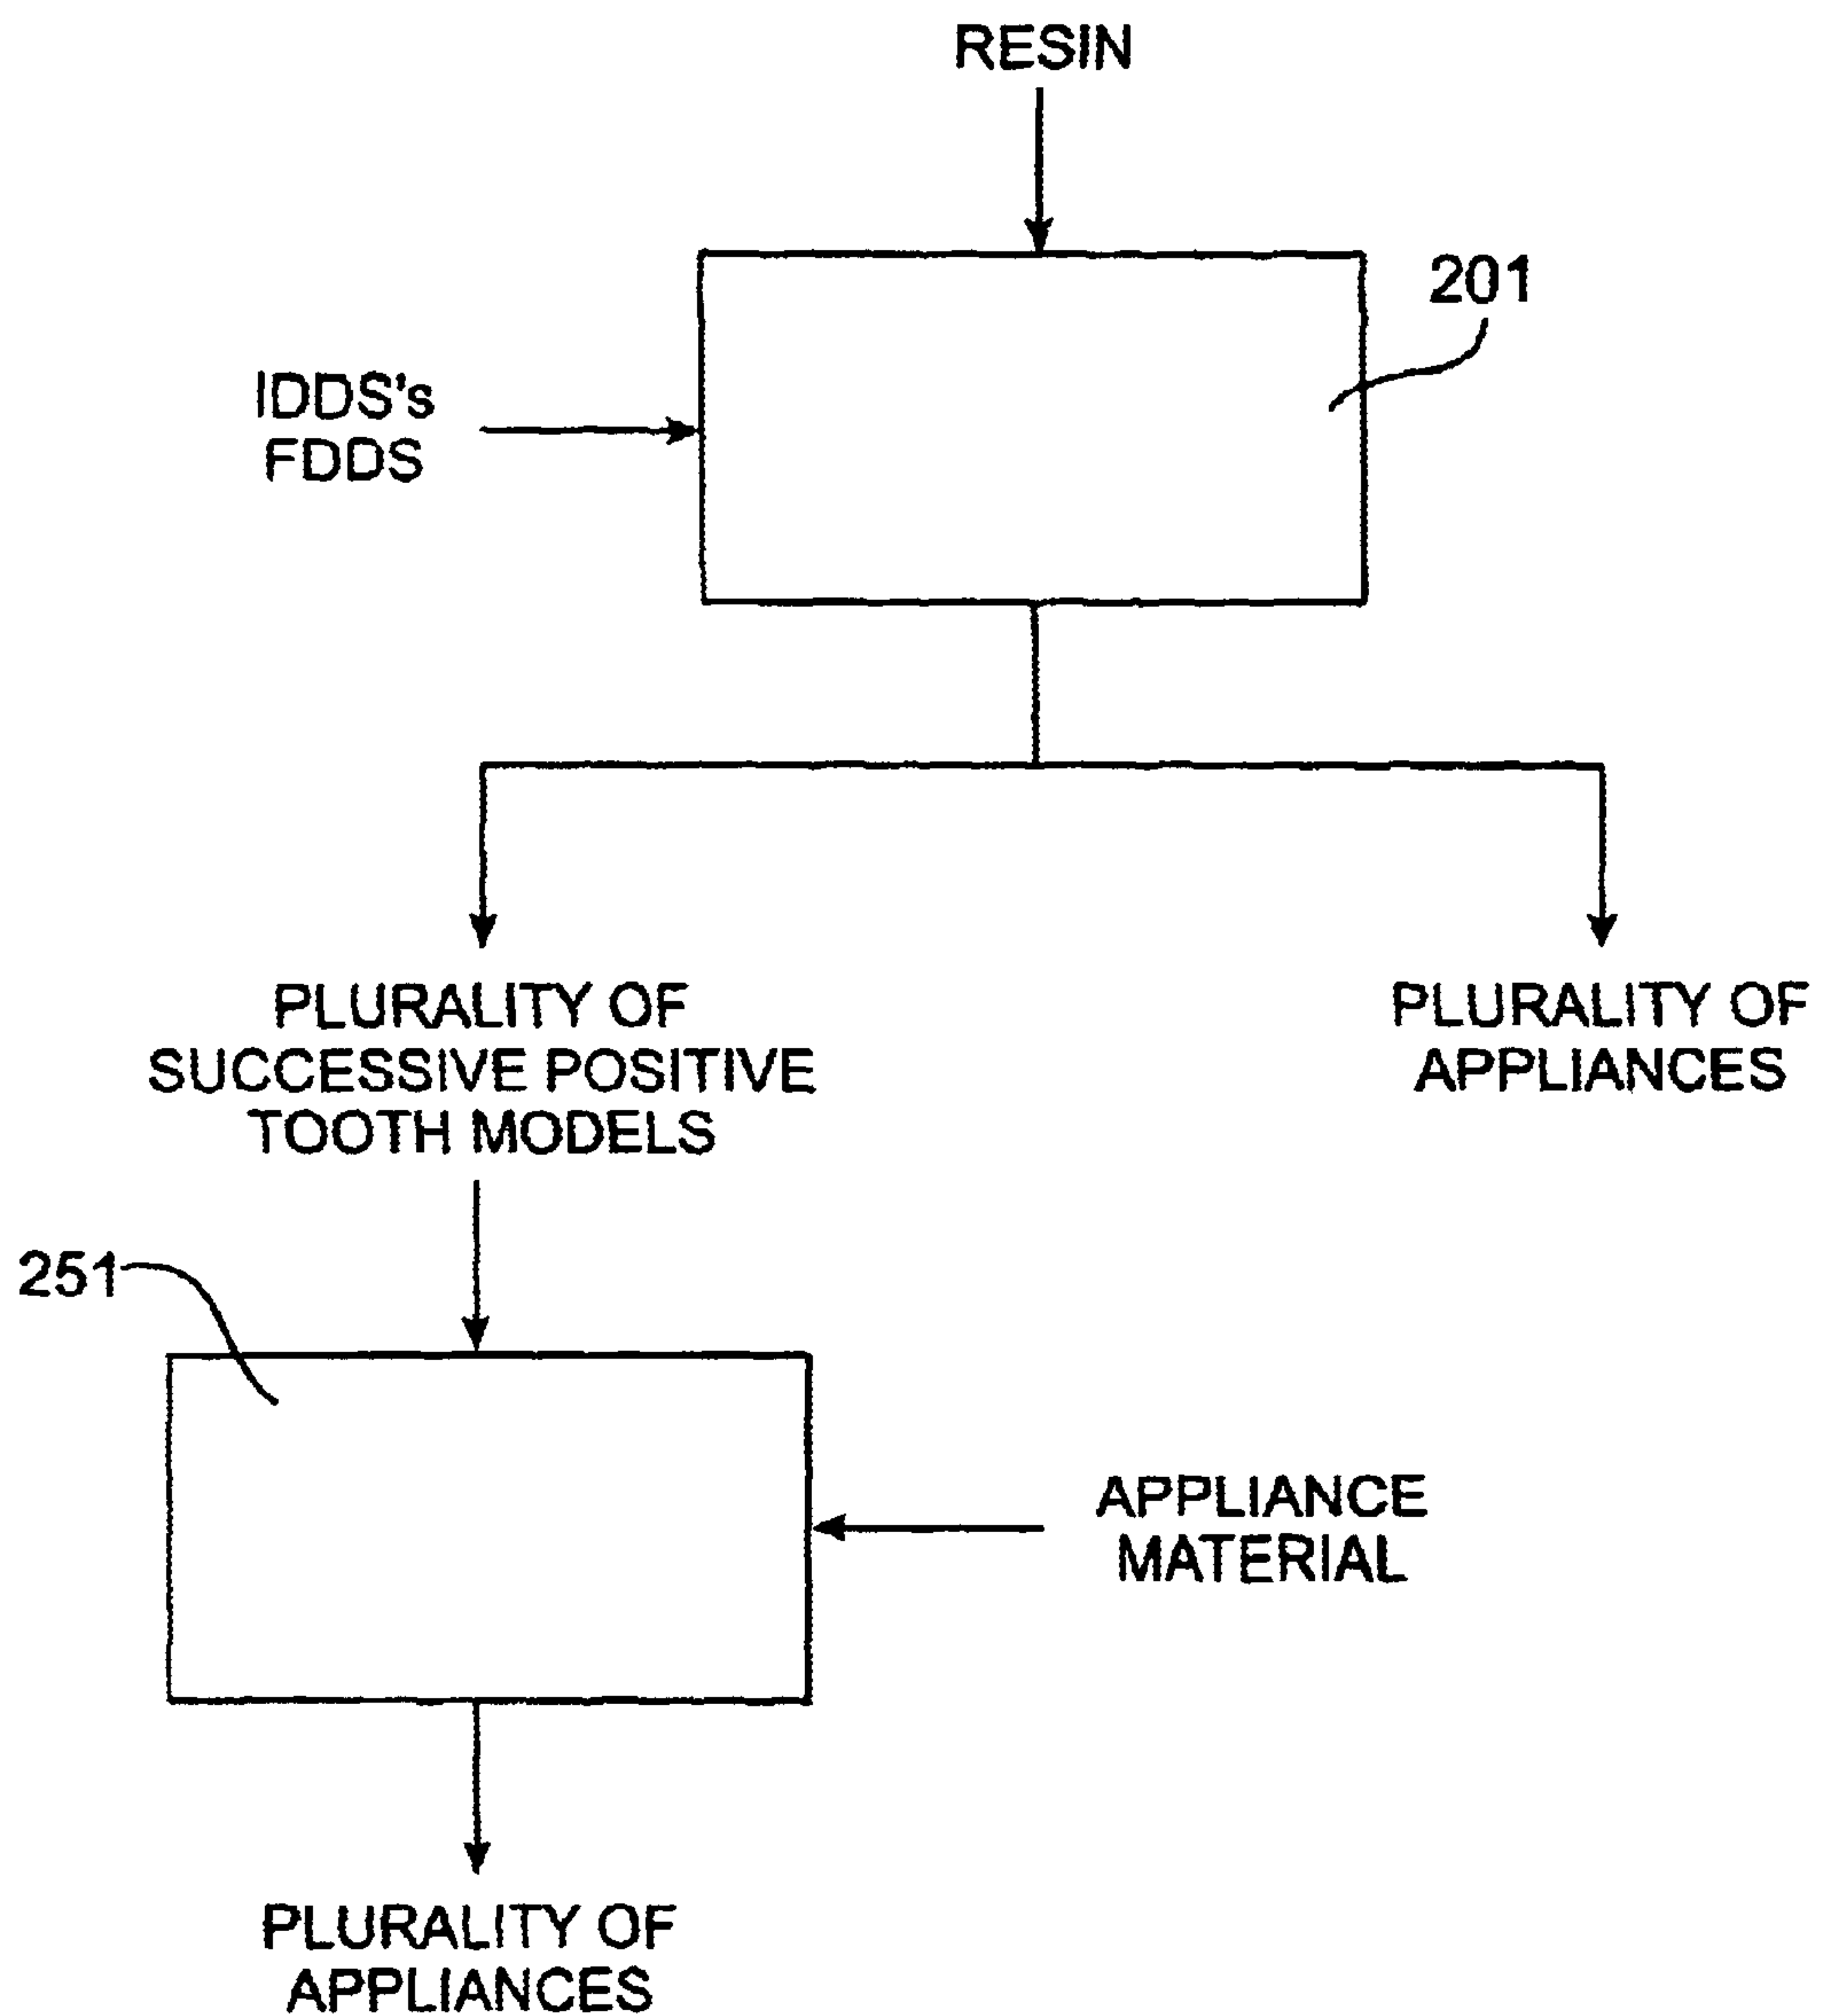 RESIN
201
IDDS's
FDDS
PLURALITY OF
SUCCESSIVE POSITIVE
TOOTH MODELS
PLURALITY OF
APPLIANCES
251
APPLIANCE
MATERIAL
PLURALITY OF
APPLIANCES